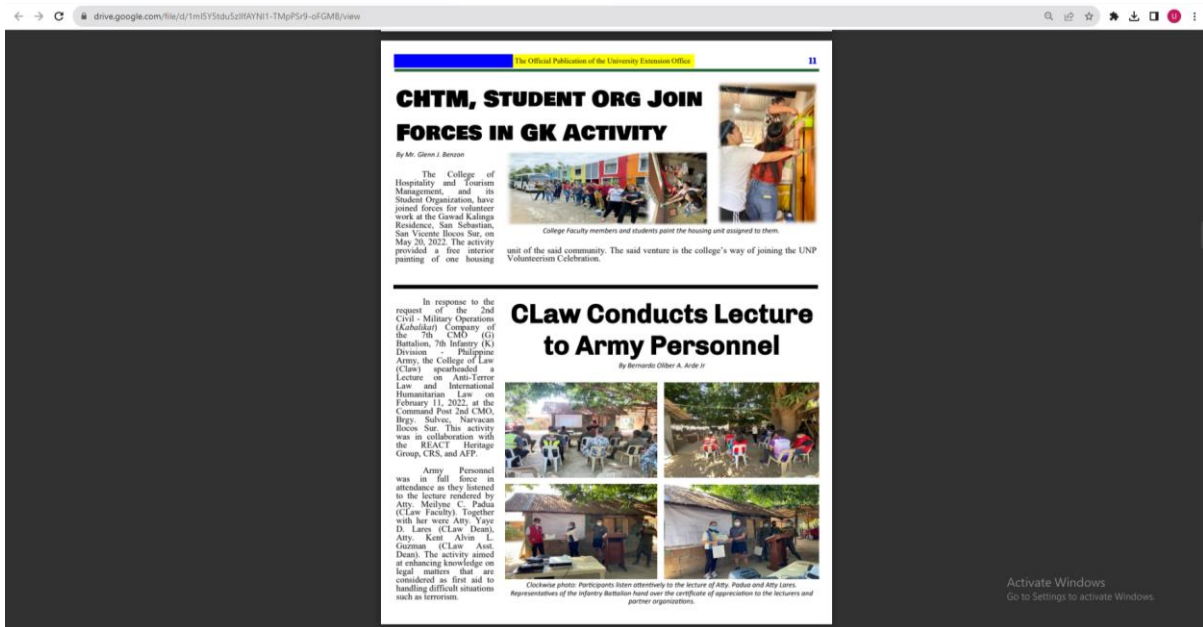 drive.google.com/file/d/1mISY5tdu5zIIfAYNI1-TMpPSr9-oFGMB/view
U
The Official Publication of the University Extension Office
11
CHTM, STUDENT ORG JOIN
FORCES IN GK ACTIVITY
By Mr. Glenn J. Benzon
The College of
Hospitality and Tourism
Management, and its
Student Organization, have
joined forces for volunteer
work at the Gawad Kalinga
Residence, San Sebastian,
San Vicente Ilocos Sur, on
May 20, 2022. The activity
provided a free interior
painting of one housing
College Faculty members and students paint the housing unit assigned to them.
unit of the said community. The said venture is the college's way of joining the UNP
Volunteerism Celebration.
In response to the
request of the 2nd
Civil - Military Operations
(Kabalikat) Company of
the 7th CMO (G)
Battalion, 7th Infantry (K)
Division - Philippine
Army, the College of Law
(Claw) spearheaded a
Lecture on Anti-Terror
Law and International
Humanitarian Law on
February 11, 2022, at the
Command Post 2nd CMO,
Brgy. Sulvec, Narvacan
Ilocos Sur. This activity
was in collaboration with
the REACT Heritage
Group, CRS, and AFP.
Army Personnel
was in full force in
attendance as they listened
to the lecture rendered by
Atty. Meilyne C. Padua
(CLaw Faculty). Together
with her were Atty. Yaye
D. Lares (CLaw Dean),
Atty. Kent Alvin L.
Guzman (CLaw Asst.
Dean). The activity aimed
at enhancing knowledge on
legal matters that are
considered as first aid to
handling difficult situations
such as terrorism.
CLaw Conducts Lecture
to Army Personnel
By Bernardo Oliber A. Arde Jr
Clockwise photo: Participants listen attentively to the lecture of Atty. Padua and Atty Lares.
Representatives of the Infantry Battalion hand over the certificate of appreciation to the lecturers and
partner organizations.
Activate Windows
Go to Settings to activate Windows.